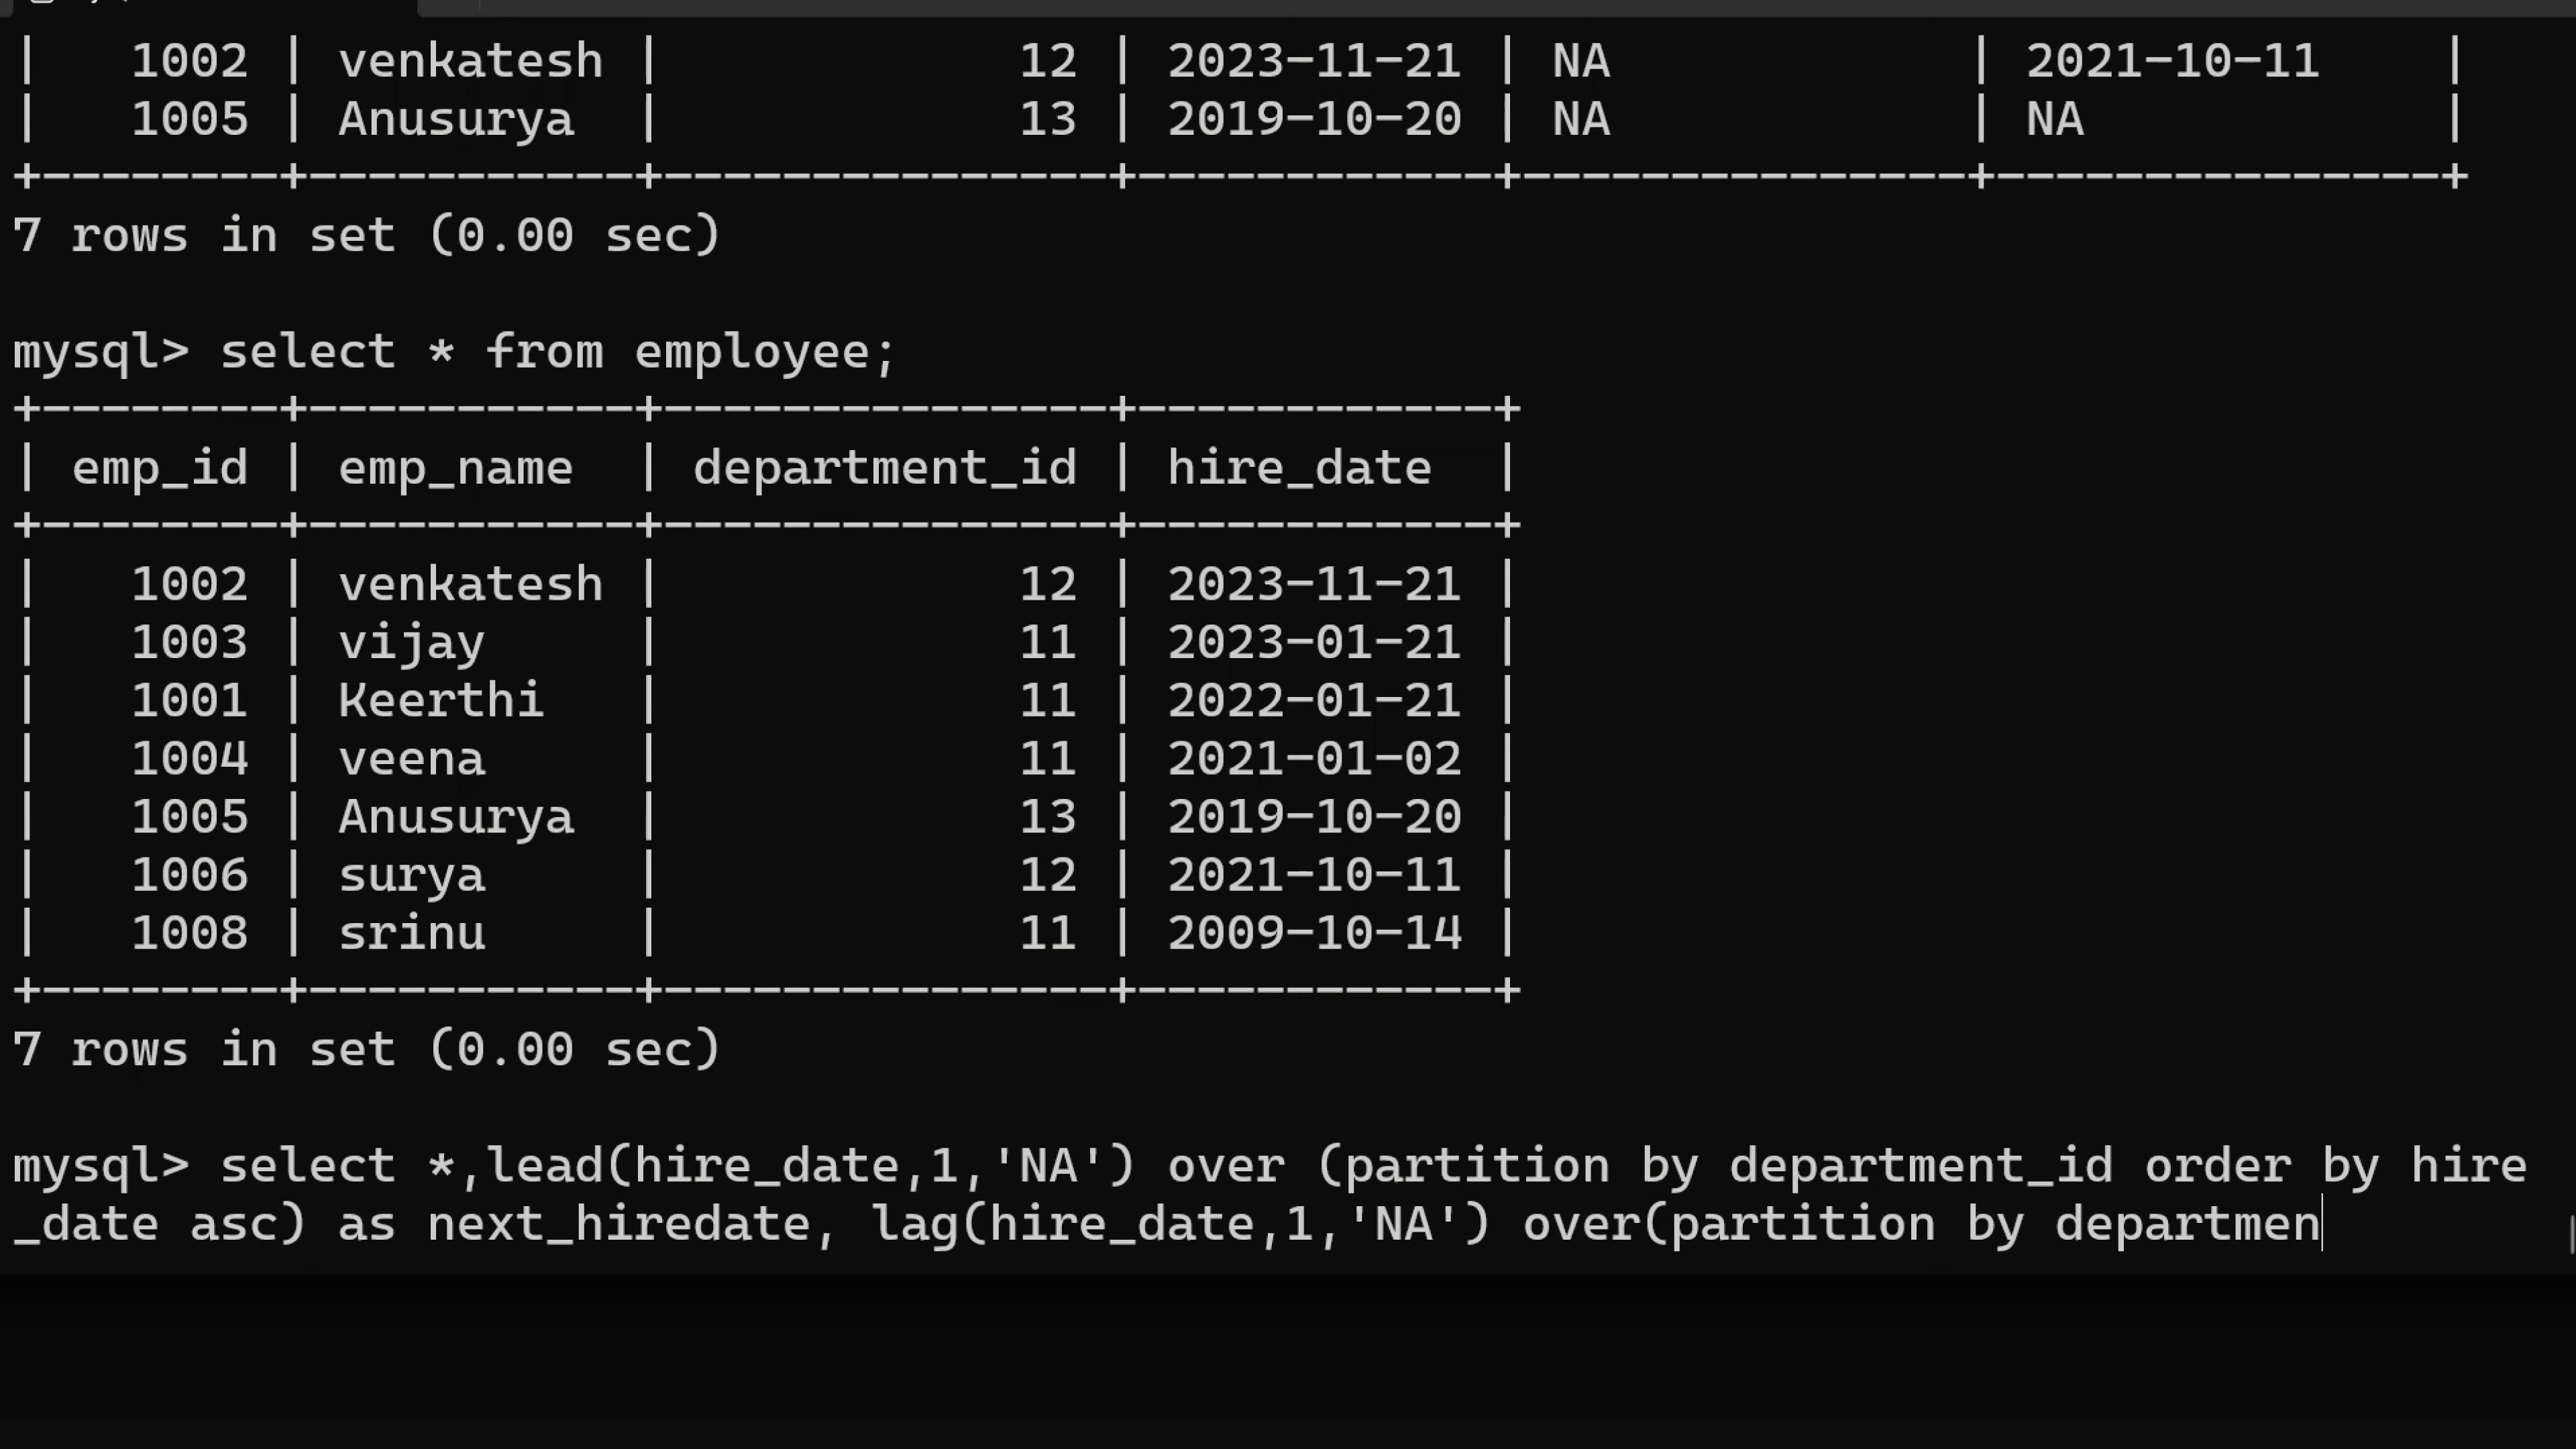 | 1002 | venkatesh | 12 | 2023-11-21 | NA | 2021-10-11 |
| 1005 | Anusurya | 13 | 2019-10-20 | NA | NA |
+--------+-----------+---------------+------------+---------------+---------------+
7 rows in set (0.00 sec)
mysql> select * from employee;
+--------+-----------+---------------+------------+
| emp_id | emp_name | department_id | hire_date |
+--------+-----------+---------------+------------+
| 1002 | venkatesh | 12 | 2023-11-21 |
| 1003 | vijay | 11 | 2023-01-21 |
| 1001 | Keerthi | 11 | 2022-01-21 |
| 1004 | veena | 11 | 2021-01-02 |
| 1005 | Anusurya | 13 | 2019-10-20 |
| 1006 | surya | 12 | 2021-10-11 |
| 1008 | srinu | 11 | 2009-10-14 |
+--------+-----------+---------------+------------+
7 rows in set (0.00 sec)
mysql> select *,lead(hire_date,1,'NA') over (partition by department_id order by hire
_date asc) as next_hiredate, lag(hire_date,1,'NA') over(partition by departmen